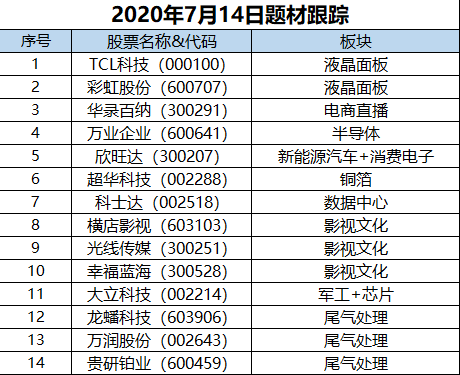 2020年7月14日题材跟踪
序号 股票名称&代码 板块
1 TCL科技（000100） 液晶面板
2 彩虹股份（600707） 液晶面板
3 华录百纳（300291） 电商直播
4 万业企业（600641） 半导体
5 欣旺达（300207） 新能源汽车+消费电子
6 超华科技（002288） 铜箔
7 科士达（002518） 数据中心
8 横店影视（603103） 影视文化
9 光线传媒（300251） 影视文化
10 幸福蓝海（300528） 影视文化
11 大立科技（002214） 军工+芯片
12 龙蟠科技（603906） 尾气处理
13 万润股份（002643） 尾气处理
14 贵研铂业（600459） 尾气处理